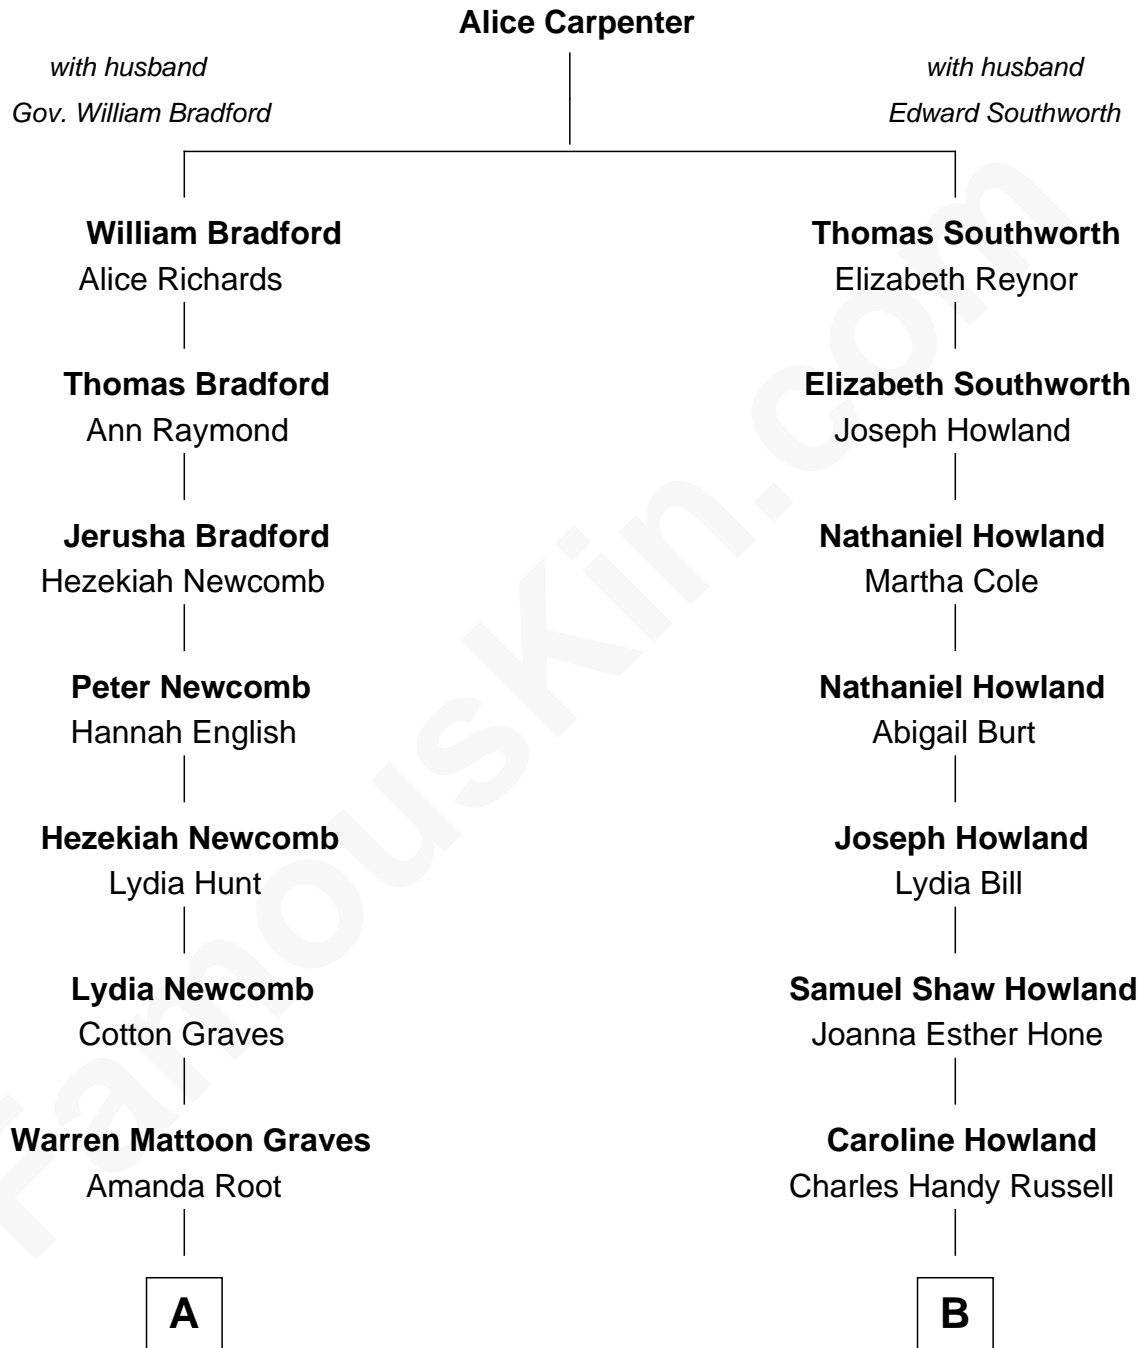 Alice Carpenter
with husband
Gov. William Bradford
with husband
Edward Southworth
William Bradford
Alice Richards
Thomas Southworth
Elizabeth Reynor
Thomas Bradford
Ann Raymond
Elizabeth Southworth
Joseph Howland
Jerusha Bradford
Hezekiah Newcomb
Nathaniel Howland
Martha Cole
Peter Newcomb
Hannah English
Nathaniel Howland
Abigail Burt
Hezekiah Newcomb
Lydia Hunt
Joseph Howland
Lydia Bill
Lydia Newcomb
Cotton Graves
Samuel Shaw Howland
Joanna Esther Hone
Warren Mattoon Graves
Amanda Root
Caroline Howland
Charles Handy Russell
A
B
FamousKin.com